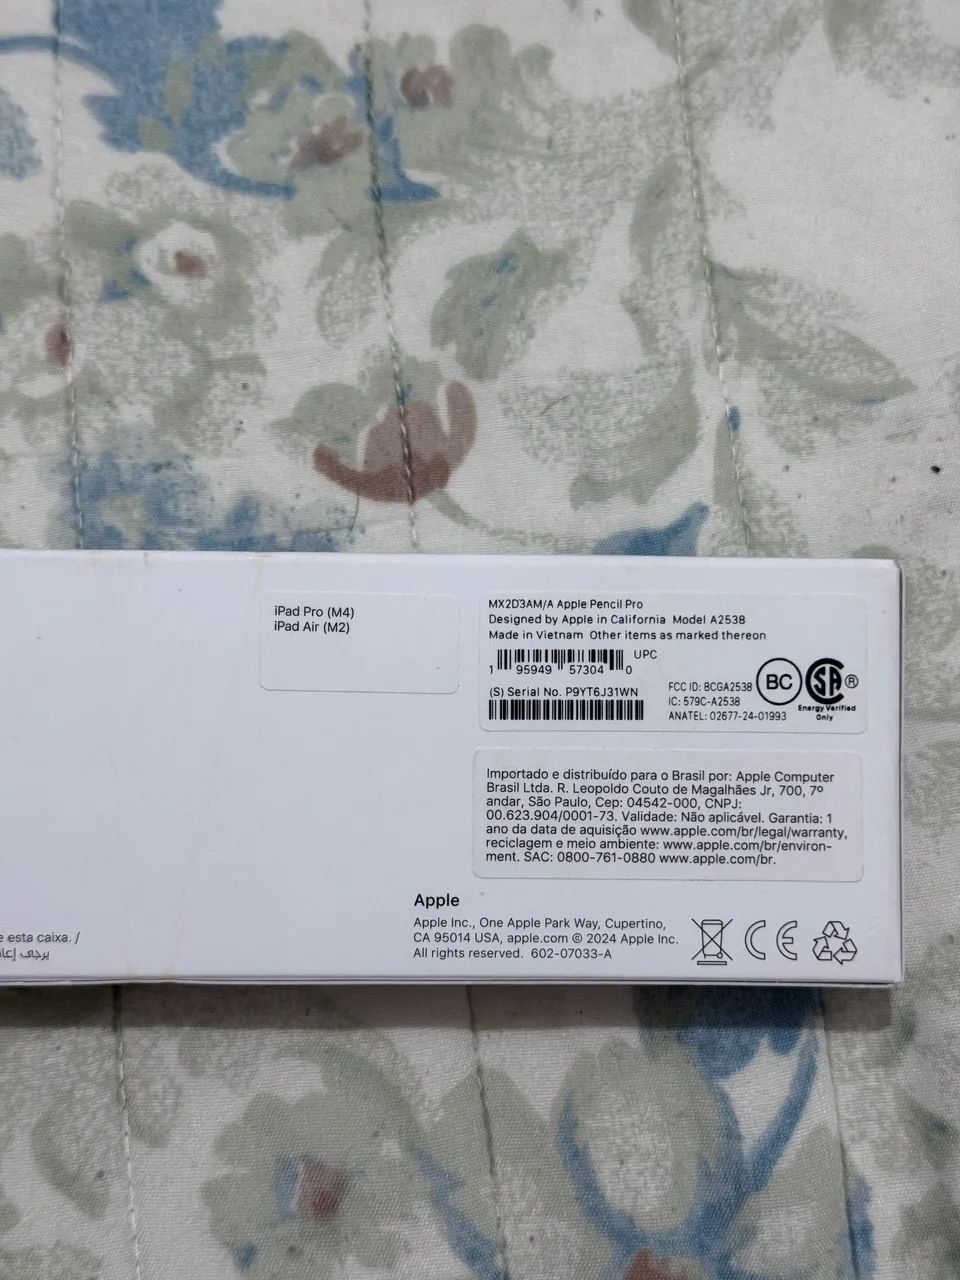 iPad Pro (M4)
iPad Air (M2)
MX2D3AM/A Apple Pencil Pro
Designed by Apple in California Model A2538
Made in Vietnam Other items as marked thereon
UPC
1 95949 57304 0
(S) Serial No. P9YT6J31WN
FCC ID: BCGA2538
IC: 579C-A2538
ANATEL: 02677-24-01993
BC
SA ®
Energy Verified
Only
Importado e distribuído para o Brasil por: Apple Computer
Brasil Ltda. R. Leopoldo Couto de Magalhães Jr, 700, 7º
andar, São Paulo, Cep: 04542-000, CNPJ:
00.623.904/0001-73. Validade: Não aplicável. Garantia: 1
ano da data de aquisição www.apple.com/br/legal/warranty,
reciclagem e meio ambiente: www.apple.com/br/environ-
ment. SAC: 0800-761-0880 www.apple.com/br.
Apple
Apple Inc., One Apple Park Way, Cupertino,
CA 95014 USA, apple.com © 2024 Apple Inc.
All rights reserved. 602-07033-A
CE
e esta caixa. /
يرجى